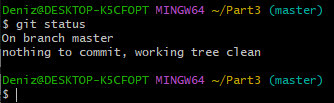 Deniz@DESKTOP-K5CFOPT MINGW64 ~/Part3 (master)
$ git status
On branch master
nothing to commit, working tree clean
Deniz@DESKTOP-K5CFOPT MINGW64 ~/Part3 (master)
$